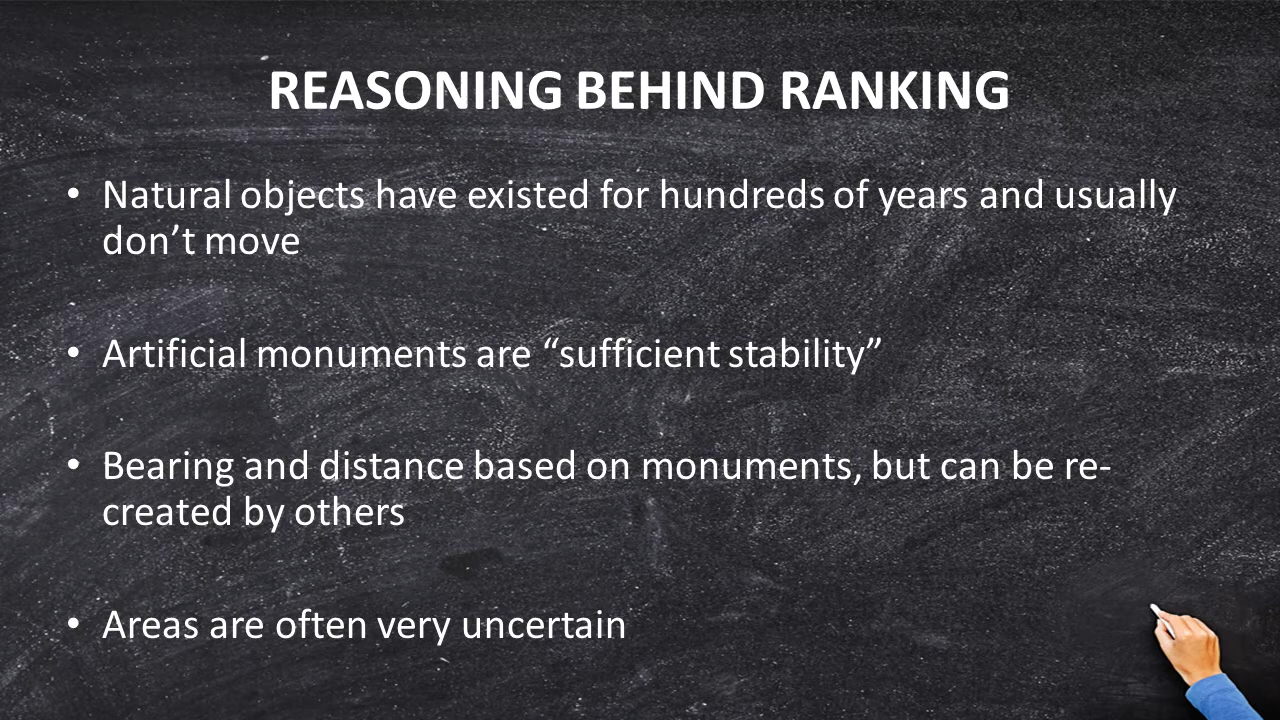 REASONING BEHIND RANKING
• Natural objects have existed for hundreds of years and usually
don’t move
• Artificial monuments are “sufficient stability”
• Bearing and distance based on monuments, but can be re-
created by others
• Areas are often very uncertain